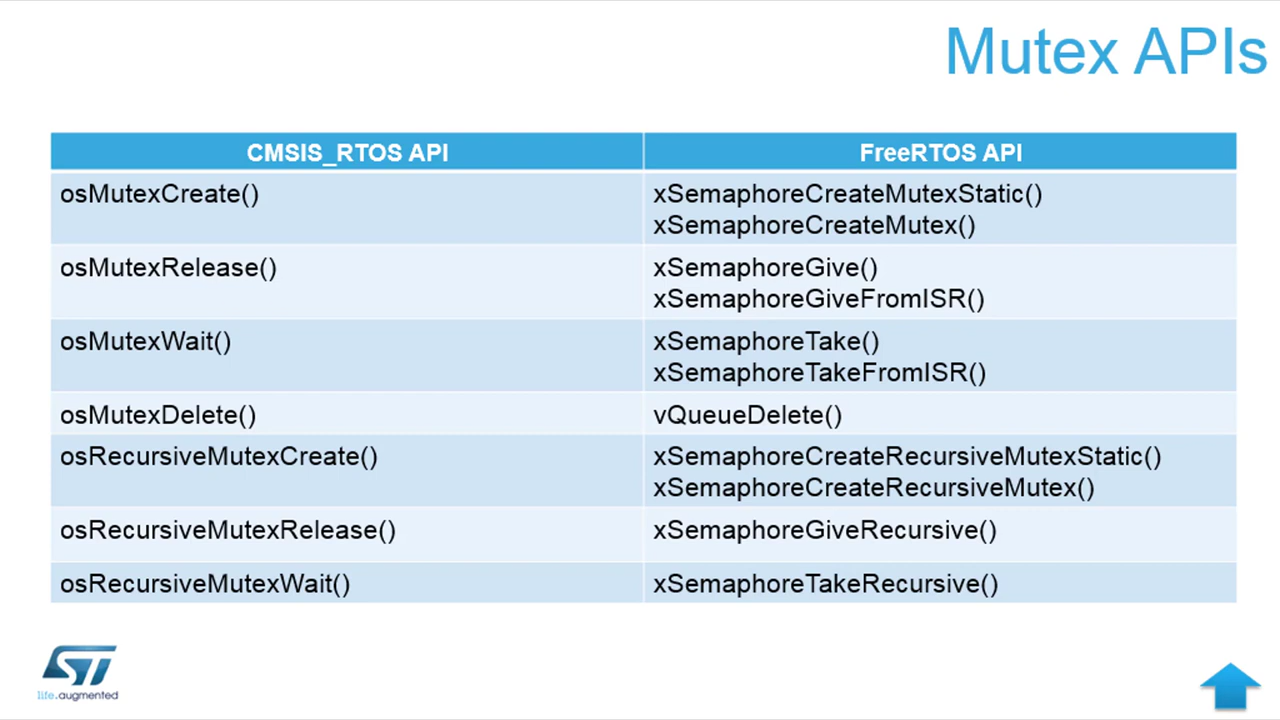 Mutex APIs
CMSIS_RTOS API
FreeRTOS API
osMutexCreate()
xSemaphoreCreateMutexStatic()
xSemaphoreCreateMutex()
osMutexRelease()
xSemaphoreGive()
xSemaphoreGiveFromISR()
osMutexWait()
xSemaphoreTake()
xSemaphoreTakeFromISR()
osMutexDelete()
vQueueDelete()
osRecursiveMutexCreate()
xSemaphoreCreateRecursiveMutexStatic()
xSemaphoreCreateRecursiveMutex()
osRecursiveMutexRelease()
xSemaphoreGiveRecursive()
osRecursiveMutexWait()
xSemaphoreTakeRecursive()
ST
life.augmented